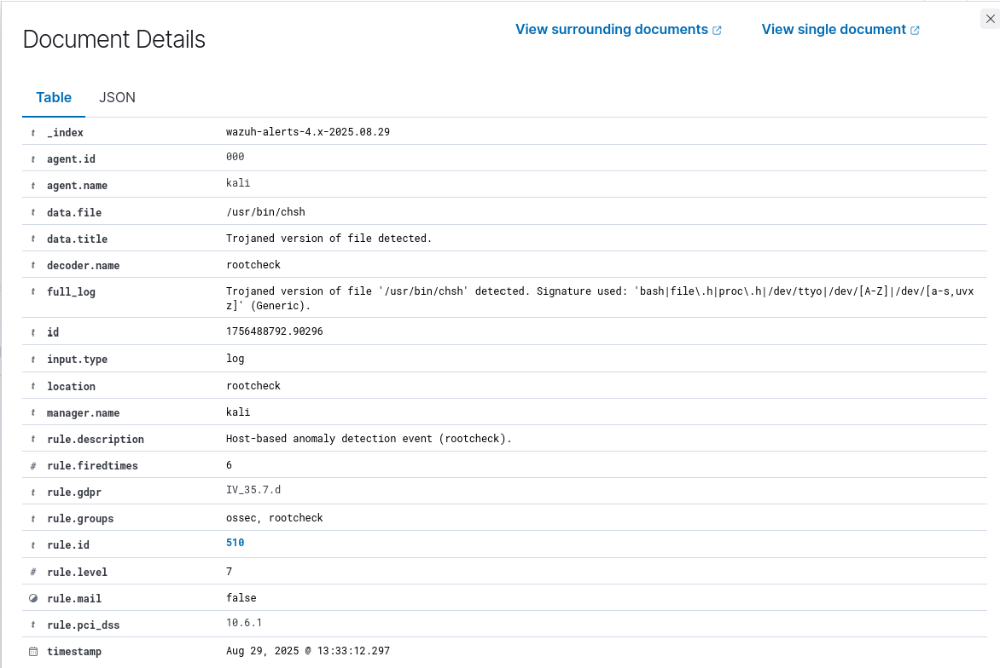 Document Details
View surrounding documents
View single document
Table
JSON
t _index wazuh-alerts-4.x-2025.08.29
t agent.id 000
t agent.name kali
t data.file /usr/bin/chsh
t data.title Trojaned version of file detected.
t decoder.name rootcheck
t full_log Trojaned version of file '/usr/bin/chsh' detected. Signature used: 'bash|file\.h|proc\.h|/dev/ttyo|/dev/[A-Z]|/dev/[a-s,uvx
z]' (Generic).
t id 1756488792.90296
t input.type log
t location rootcheck
t manager.name kali
t rule.description Host-based anomaly detection event (rootcheck).
# rule.firedtimes 6
t rule.gdpr IV_35.7.d
t rule.groups ossec, rootcheck
t rule.id 510
# rule.level 7
rule.mail false
t rule.pci_dss 10.6.1
timestamp Aug 29, 2025 @ 13:33:12.297